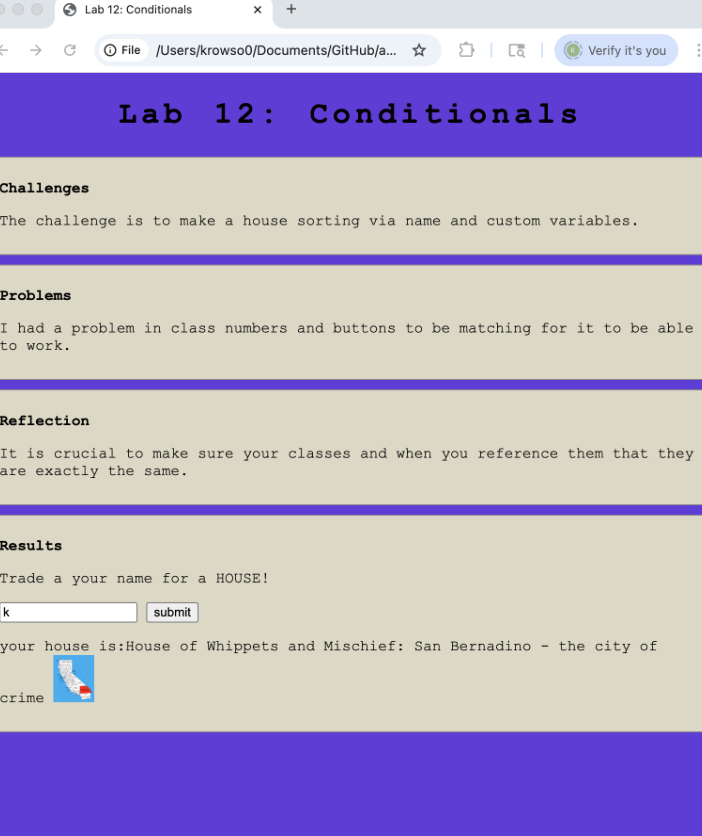 Lab 12: Conditionals
File /Users/krowso0/Documents/GitHub/a... Verify it's you
Lab 12: Conditionals
Challenges
The challenge is to make a house sorting via name and custom variables.
Problems
I had a problem in class numbers and buttons to be matching for it to be able
to work.
Reflection
It is crucial to make sure your classes and when you reference them that they
are exactly the same.
Results
Trade a your name for a HOUSE!
k submit
your house is:House of Whippets and Mischief: San Bernadino - the city of
crime